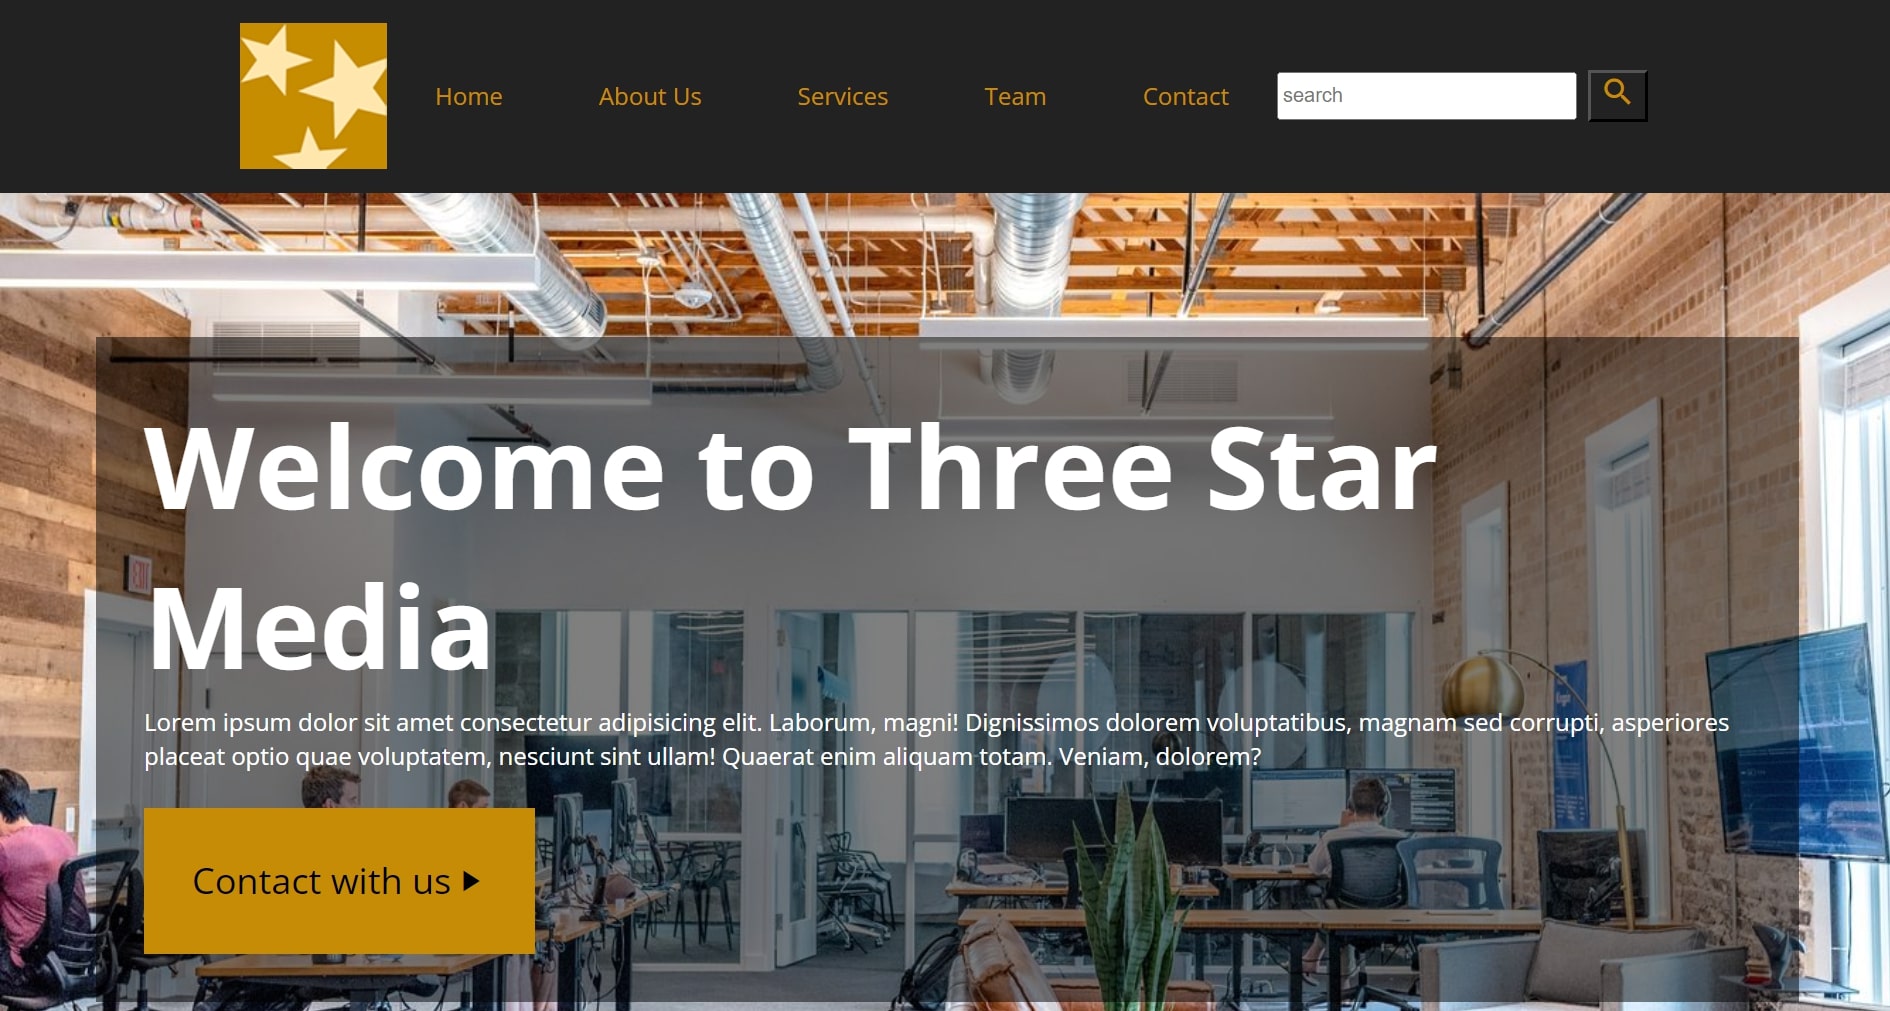 Home About Us Services Team Contact search
EXIT
Welcome to Three Star
Media
Lorem ipsum dolor sit amet consectetur adipisicing elit. Laborum, magni! Dignissimos dolorem voluptatibus, magnam sed corrupti, asperiores
placeat optio quae voluptatem, nesciunt sint ullam! Quaerat enim aliquam totam. Veniam, dolorem?
Contact with us